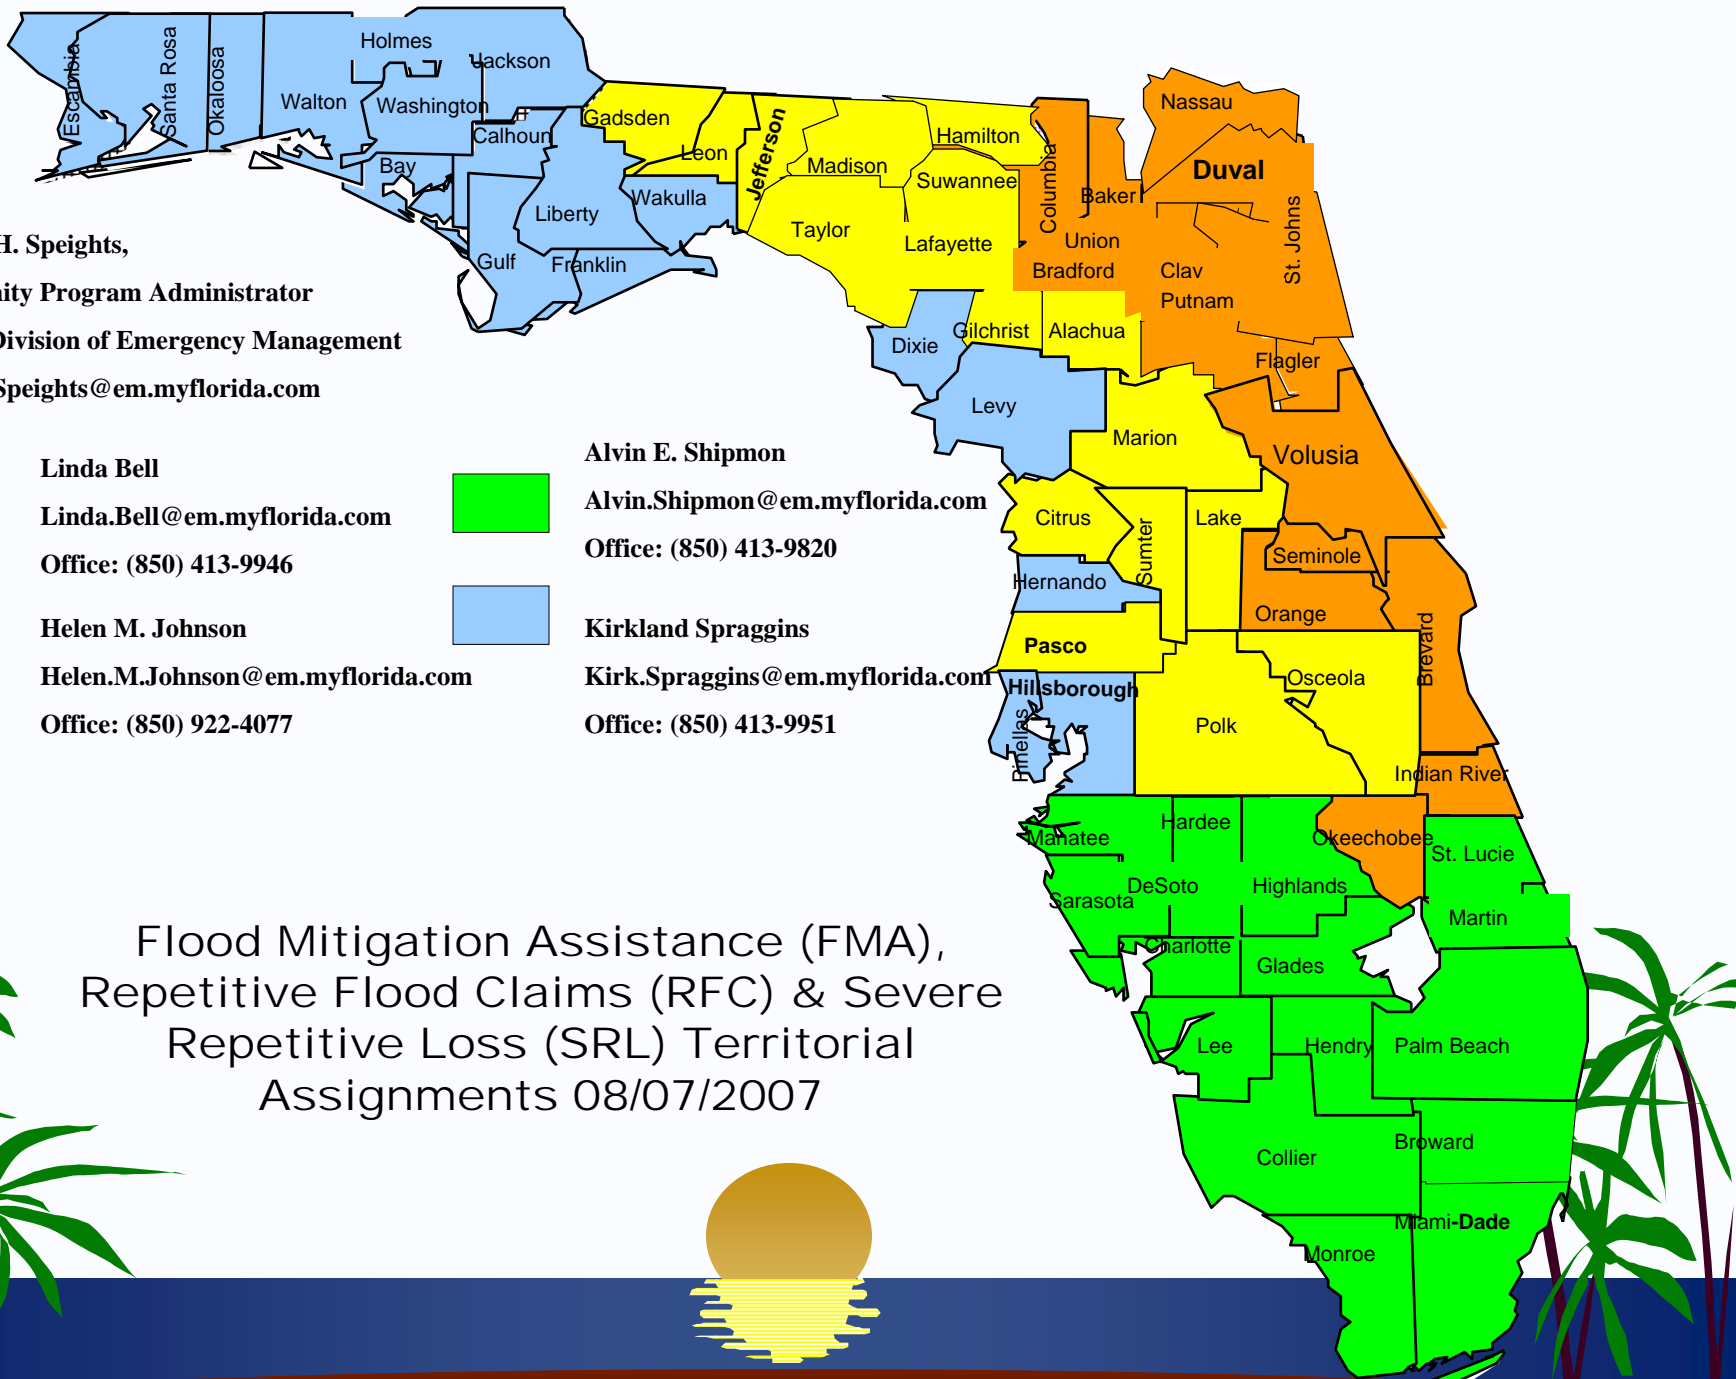 H. Speights,
ity Program Administrator
Division of Emergency Management
Speights@em.myflorida.com
Linda Bell
Linda.Bell@em.myflorida.com
Office: (850) 413-9946
Helen M. Johnson
Helen.M.Johnson@em.myflorida.com
Office: (850) 922-4077
Alvin E. Shipmon
Alvin.Shipmon@em.myflorida.com
Office: (850) 413-9820
Kirkland Spraggins
Kirk.Spraggins@em.myflorida.com
Office: (850) 413-9951
Flood Mitigation Assistance (FMA),
Repetitive Flood Claims (RFC) & Severe
Repetitive Loss (SRL) Territorial
Assignments 08/07/2007
Escambia
Santa Rosa
Okaloosa
Walton
Holmes
Washington
Jackson
Calhoun
Bay
Gulf
Liberty
Franklin
Gadsden
Leon
Wakulla
Jefferson
Madison
Taylor
Hamilton
Suwannee
Lafayette
Dixie
Gilchrist
Alachua
Levy
Columbia
Baker
Union
Bradford
Nassau
Duval
Clav
Putnam
St. Johns
Flagler
Marion
Volusia
Citrus
Sumter
Lake
Seminole
Orange
Brevard
Hernando
Pasco
Hillsborough
Pinellas
Polk
Osceola
Indian River
Manatee
Hardee
Okeechobee
St. Lucie
Sarasota
DeSoto
Highlands
Martin
Charlotte
Glades
Lee
Hendry
Palm Beach
Collier
Broward
Miami-Dade
Monroe